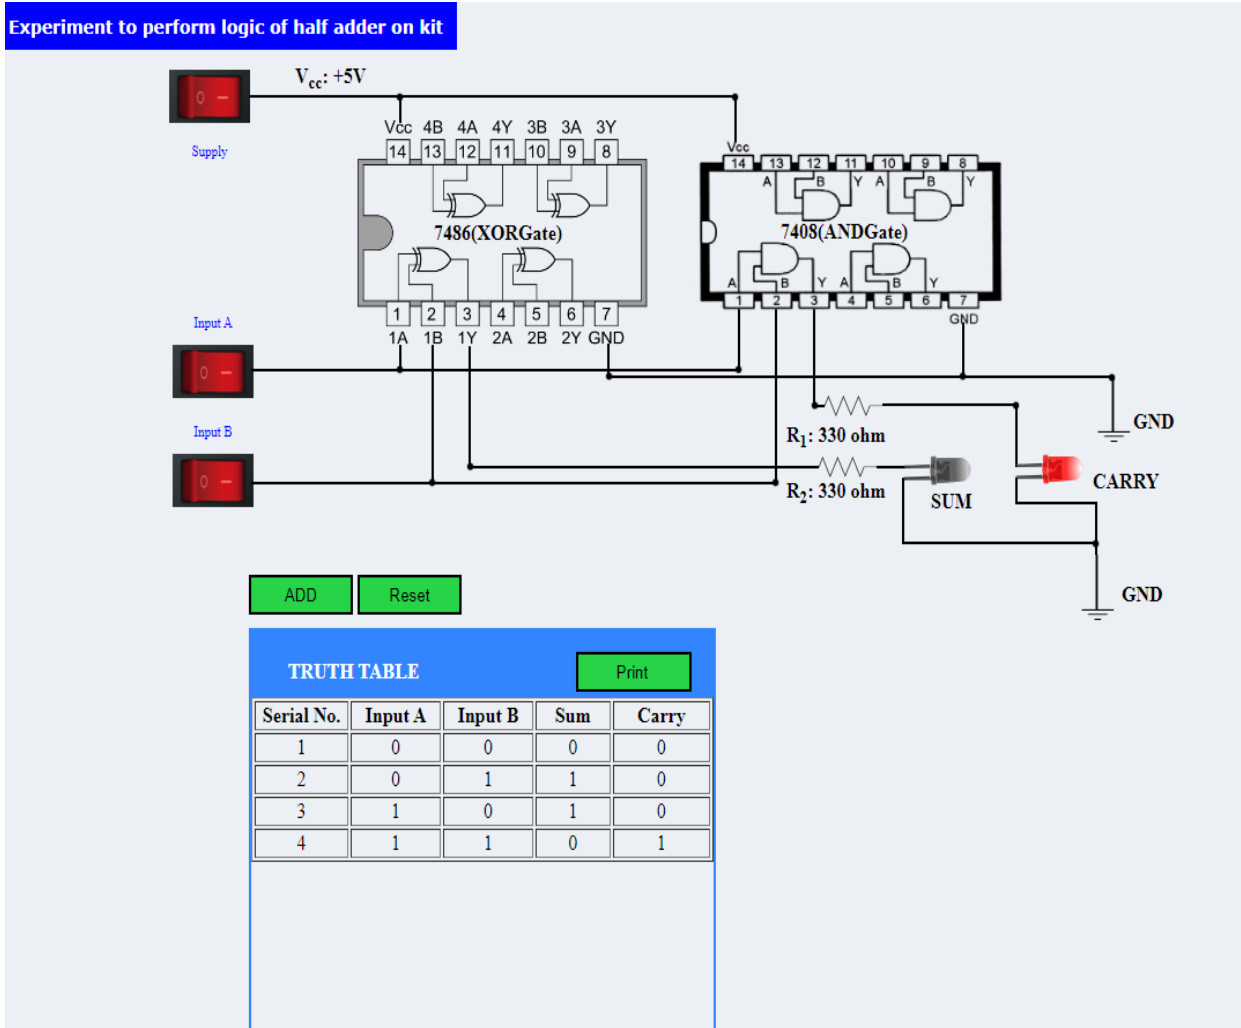 Experiment to perform logic of half adder on kit
Vcc: +5V
Supply
Vcc 4B 4A 4Y 3B 3A 3Y
14 13 12 11 10 9 8
7486(XORGate)
1 2 3 4 5 6 7
1A 1B 1Y 2A 2B 2Y GND
Vcc
14 13 12 11 10 9 8
A B Y A B Y
7408(ANDGate)
A B Y A B Y
1 2 3 4 5 6 7
GND
Input A
Input B
R1: 330 ohm
R2: 330 ohm
GND
SUM
CARRY
GND
ADD Reset
TRUTH TABLE Print
Serial No. Input A Input B Sum Carry
1 0 0 0 0
2 0 1 1 0
3 1 0 1 0
4 1 1 0 1